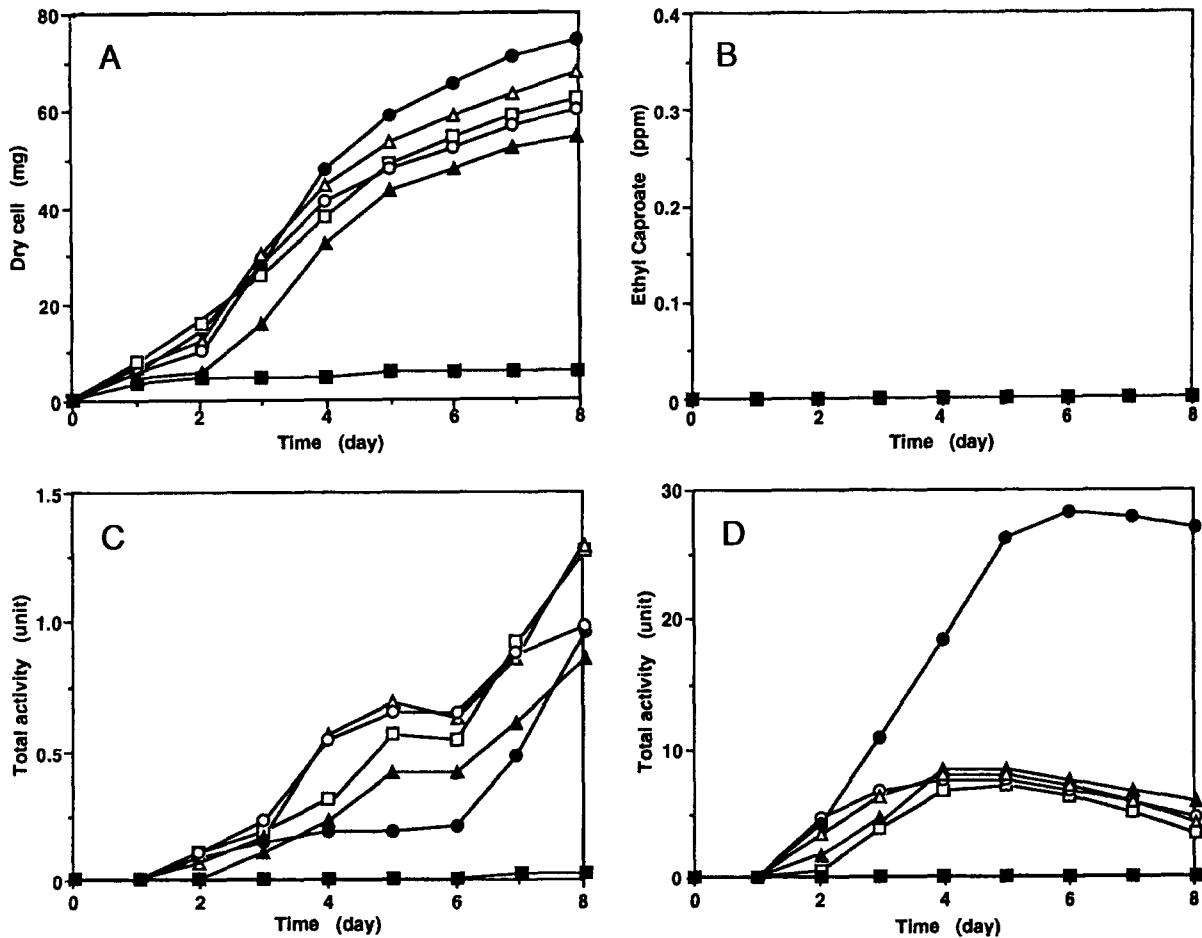 A
80
60
40
20
0
Dry cell (mg)
0 2 4 6 8
Time (day)
B
0.4
0.3
0.2
0.1
0
Ethyl Caproate (ppm)
0 2 4 6 8
Time (day)
C
1.5
1.0
0.5
0
Total activity (unit)
0 2 4 6 8
Time (day)
D
30
20
10
0
Total activity (unit)
0 2 4 6 8
Time (day)